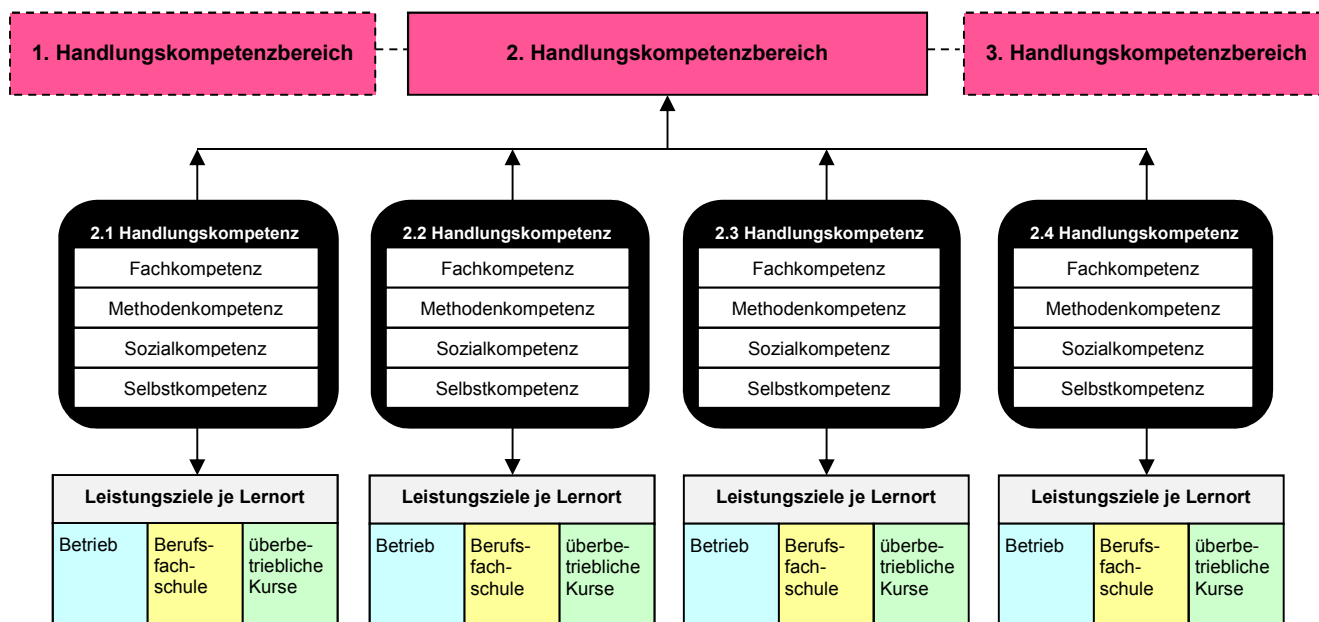 1. Handlungskompetenzbereich
2. Handlungskompetenzbereich
3. Handlungskompetenzbereich
2.1 Handlungskompetenz
Fachkompetenz
Methodenkompetenz
Sozialkompetenz
Selbstkompetenz
2.2 Handlungskompetenz
Fachkompetenz
Methodenkompetenz
Sozialkompetenz
Selbstkompetenz
2.3 Handlungskompetenz
Fachkompetenz
Methodenkompetenz
Sozialkompetenz
Selbstkompetenz
2.4 Handlungskompetenz
Fachkompetenz
Methodenkompetenz
Sozialkompetenz
Selbstkompetenz
Leistungsziele je Lernort
Betrieb
Berufs-
fach-
schule
überbe-
triebliche
Kurse
Leistungsziele je Lernort
Betrieb
Berufs-
fach-
schule
überbe-
triebliche
Kurse
Leistungsziele je Lernort
Betrieb
Berufs-
fach-
schule
überbe-
triebliche
Kurse
Leistungsziele je Lernort
Betrieb
Berufs-
fach-
schule
überbe-
triebliche
Kurse